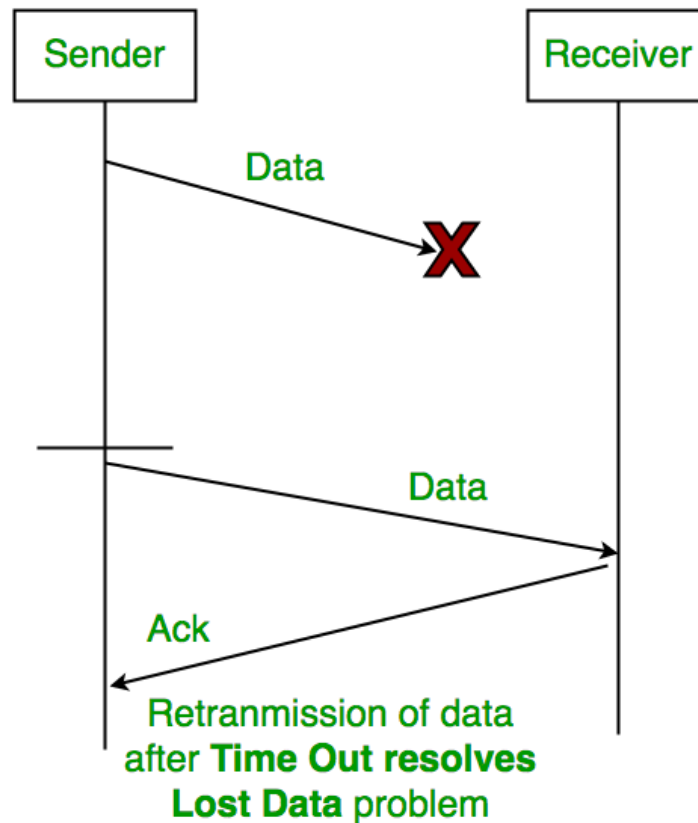 Sender
Receiver
Data
X
Data
Ack
Retranmission of data
after Time Out resolves
Lost Data problem